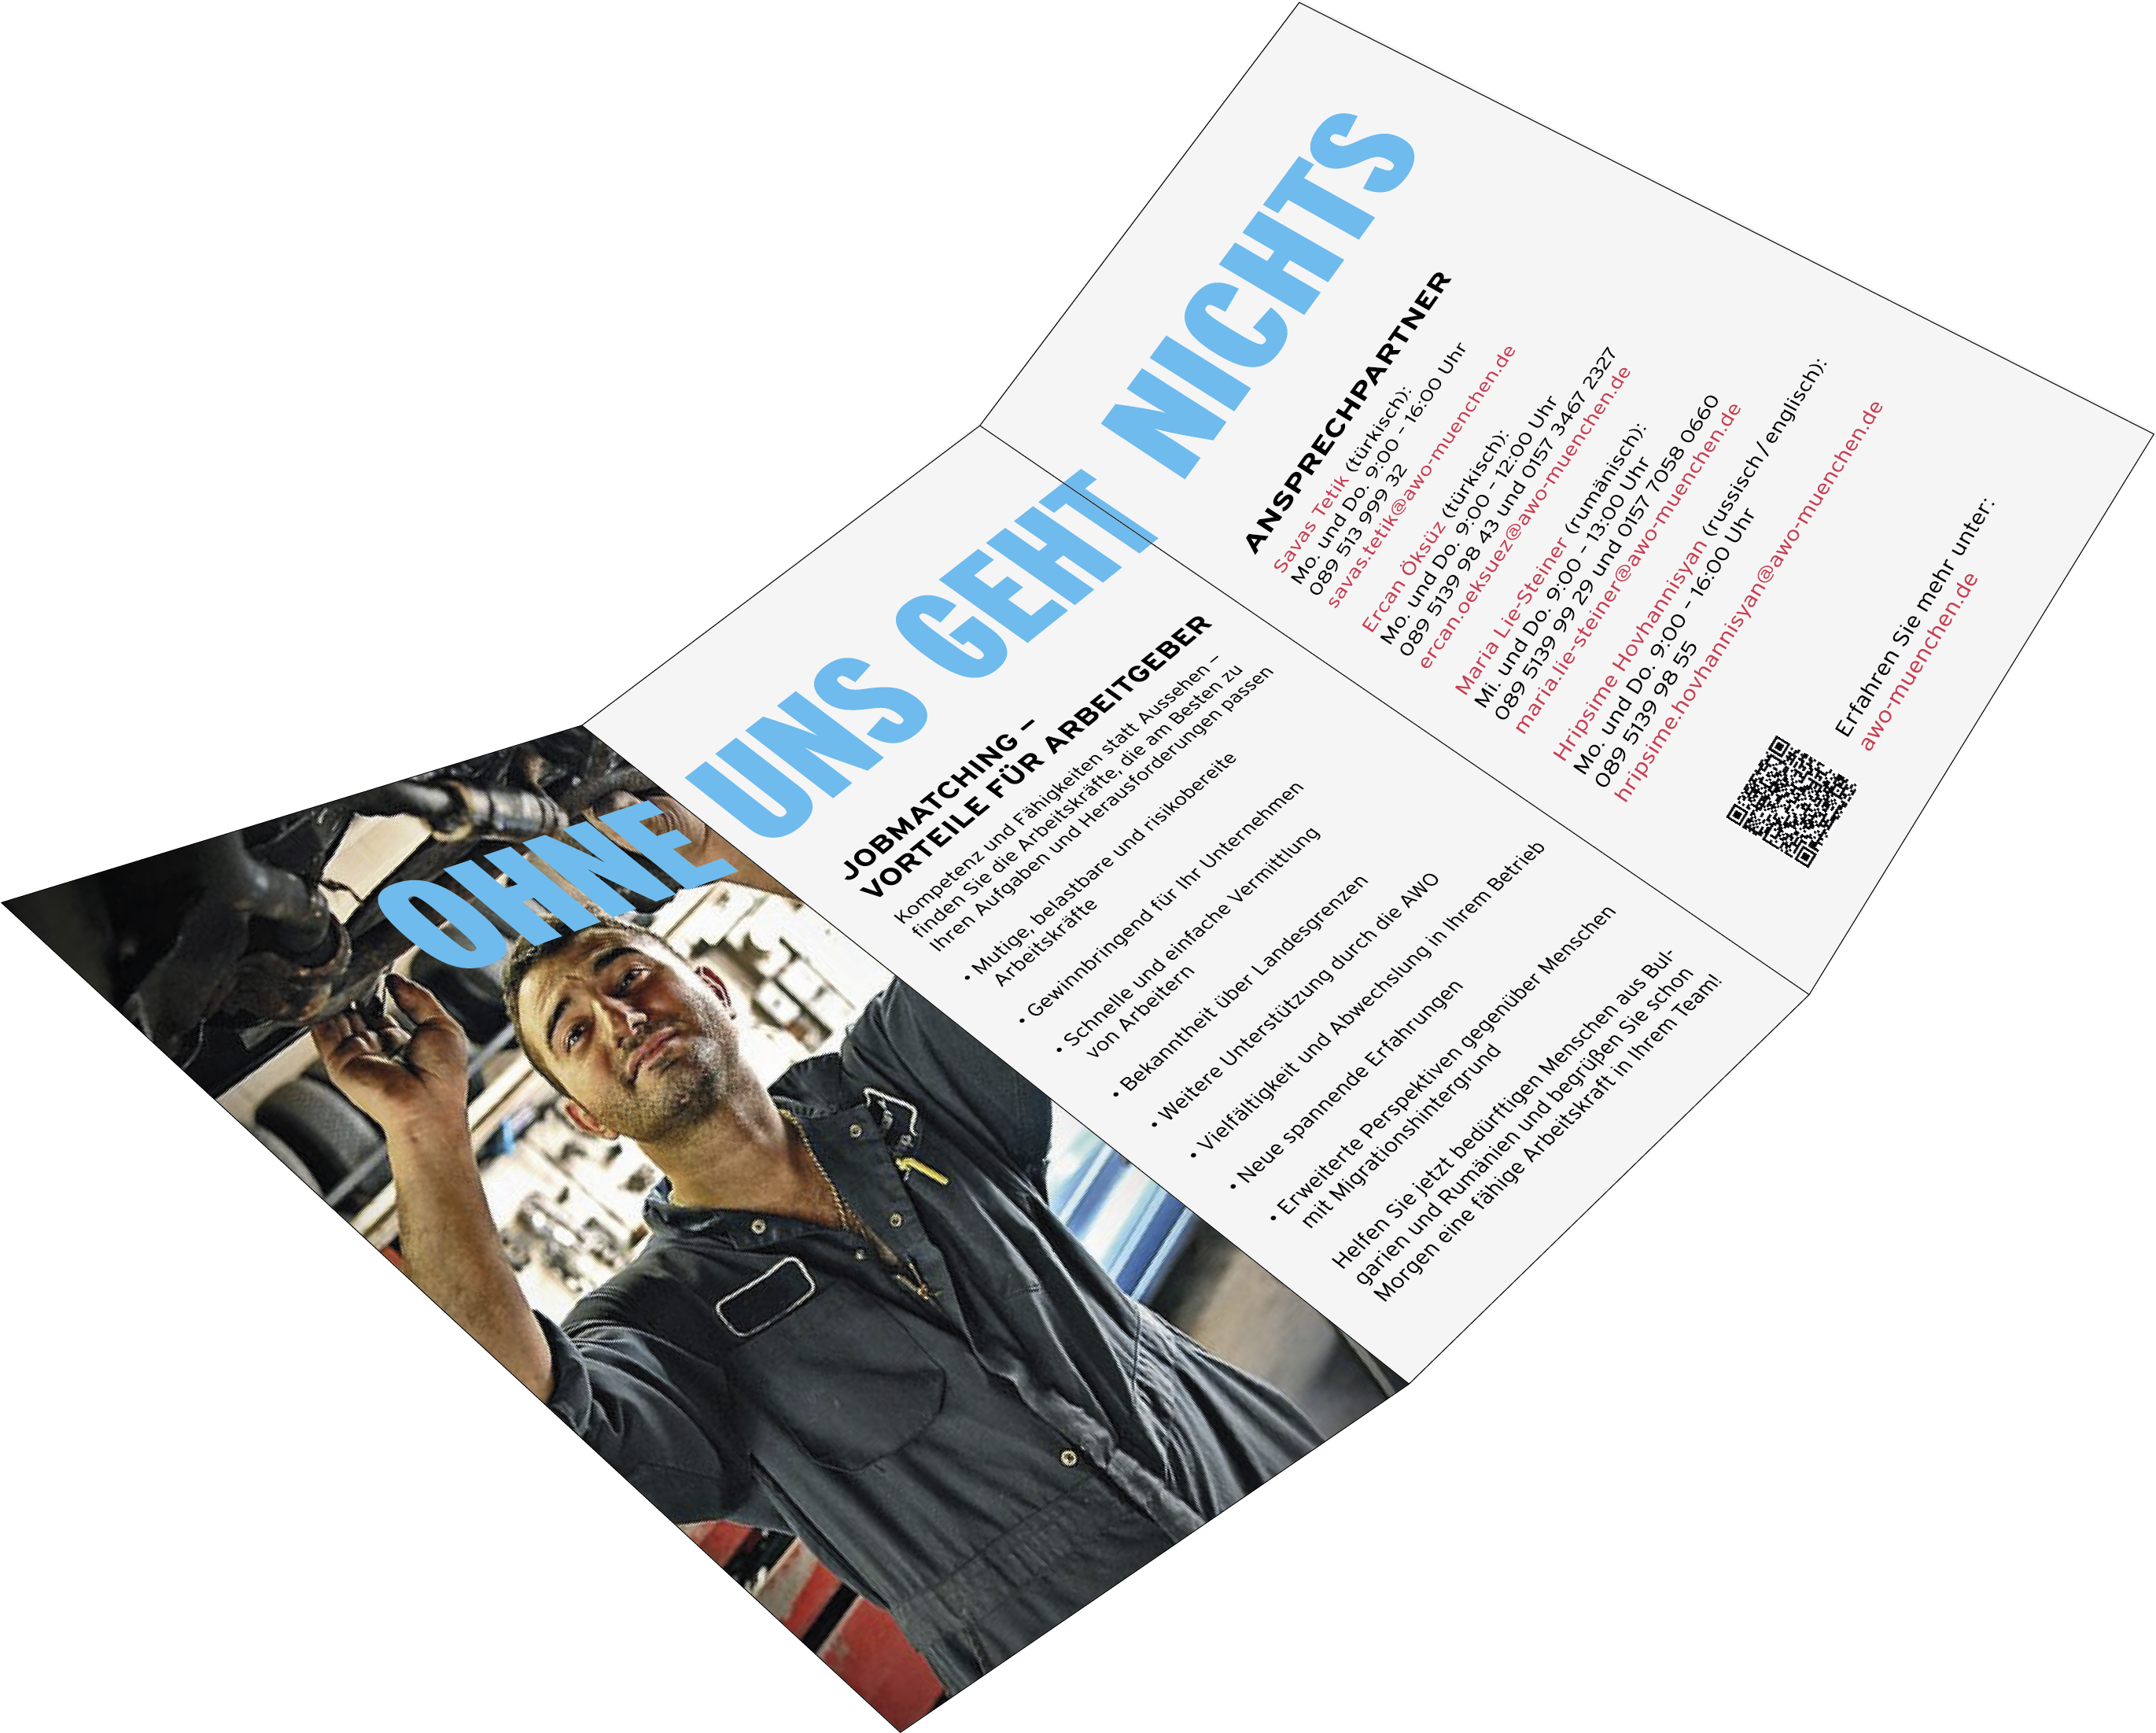 OHNE UNS GEHT NICHTS
JOBMATCHING –
VORTEILE FÜR ARBEITGEBER
Kompetenz und Fähigkeiten statt Aussehen –
finden Sie die Arbeitskräfte, die am Besten zu
Ihren Aufgaben und Herausforderungen passen
• Mutige, belastbare und risikobereite
Arbeitskräfte
• Gewinnbringend für Ihr Unternehmen
• Schnelle und einfache Vermittlung
von Arbeitern
• Bekanntheit über Landesgrenzen
• Weitere Unterstützung durch die AWO
• Vielfältigkeit und Abwechslung in Ihrem Betrieb
• Neue spannende Erfahrungen
• Erweiterte Perspektiven gegenüber Menschen
mit Migrationshintergrund
Helfen Sie jetzt bedürftigen Menschen aus Bul-
garien und Rumänien und begrüßen Sie schon
Morgen eine fähige Arbeitskraft in Ihrem Team!
ANSPRECHPARTNER
Savas Tetik (türkisch):
Mo. und Do. 9:00 – 16:00 Uhr
089 513 999 32
savas.tetik@awo-muenchen.de
Ercan Öksüz (türkisch):
Mo. und Do. 9:00 – 12:00 Uhr
089 5139 98 43 und 0157 3467 2327
ercan.oeksuez@awo-muenchen.de
Maria Lie-Steiner (rumänisch):
Mi. und Do. 9:00 – 13:00 Uhr
089 5139 99 29 und 0157 7058 0660
maria.lie-steiner@awo-muenchen.de
Hripsime Hovhannisyan (russisch / englisch):
Mo. und Do. 9:00 – 16:00 Uhr
089 5139 98 55
hripsime.hovhannisyan@awo-muenchen.de
Erfahren Sie mehr unter:
awo-muenchen.de